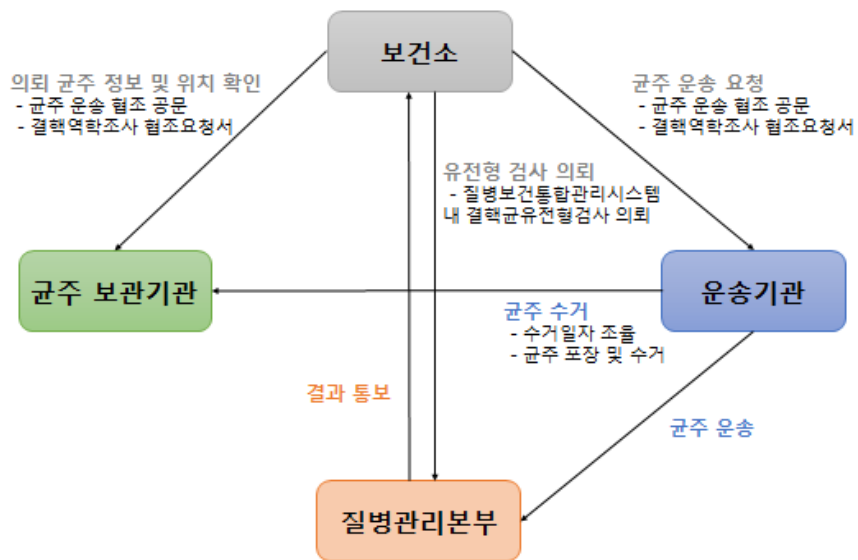 보건소
의뢰 균주 정보 및 위치 확인
- 균주 운송 협조 공문
- 결핵역학조사 협조요청서
균주 운송 요청
- 균주 운송 협조 공문
- 결핵역학조사 협조요청서
유전형 검사 의뢰
- 질병보건통합관리시스템
내 결핵균유전형검사 의뢰
균주 보관기관
운송기관
균주 수거
- 수거일자 조율
- 균주 포장 및 수거
결과 통보
균주 운송
질병관리본부